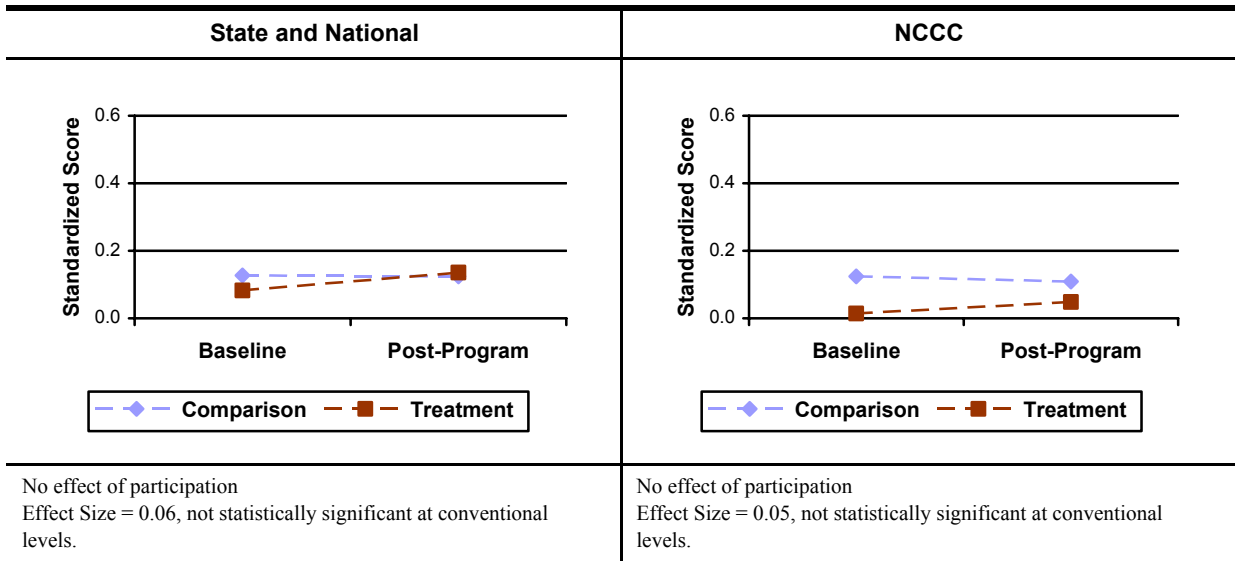 State and National
Standardized Score
0.6
0.4
0.2
0.0
Baseline Post-Program
Comparison Treatment
No effect of participation
Effect Size = 0.06, not statistically significant at conventional
levels.
NCCC
Standardized Score
0.6
0.4
0.2
0.0
Baseline Post-Program
Comparison Treatment
No effect of participation
Effect Size = 0.05, not statistically significant at conventional
levels.